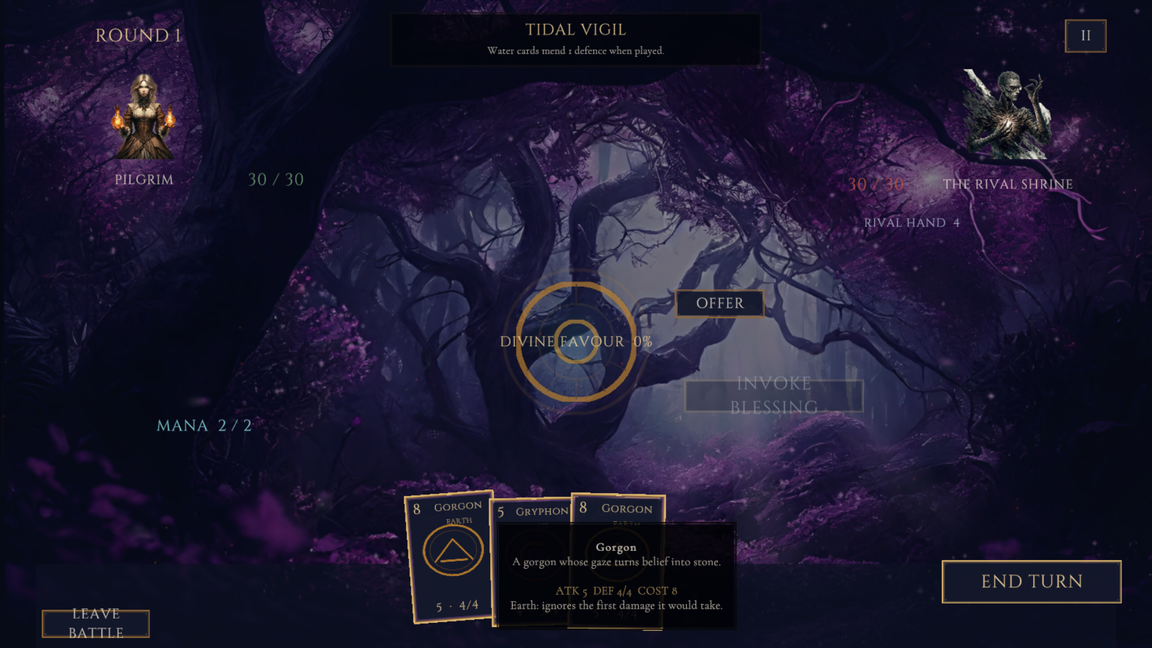 ROUND 1
TIDAL VIGIL
Water cards mend 1 defence when played.
II
PILGRIM
30 / 30
30 / 30
THE RIVAL SHRINE
RIVAL HAND 4
OFFER
DIVINE FAVOUR 0%
INVOKE
BLESSING
MANA 2 / 2
8 GORGON
EARTH
5 · 4/4
5 GRYPHON
8 GORGON
Gorgon
A gorgon whose gaze turns belief into stone.
ATK 5 DEF 4/4 COST 8
Earth: ignores the first damage it would take.
END TURN
LEAVE
BATTLE